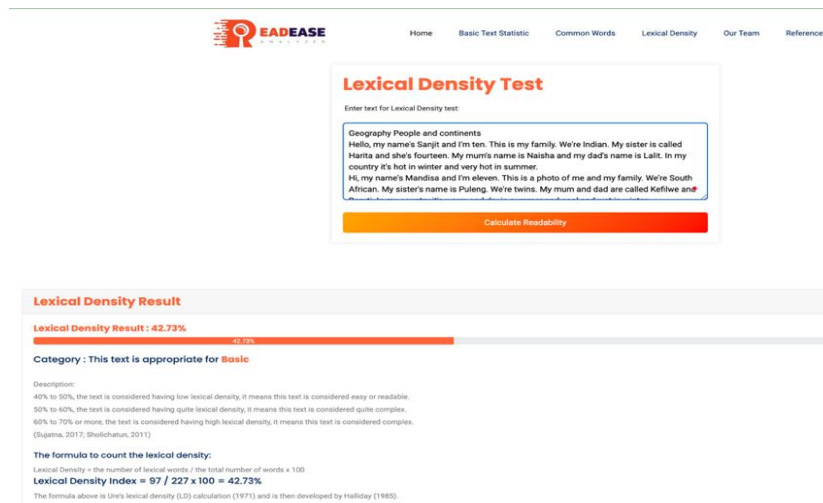 READEASE
ANALYZER
Home Basic Text Statistic Common Words Lexical Density Our Team Reference
Lexical Density Test
Enter text for Lexical Density test:
Geography People and continents
Hello, my name's Sanjit and I'm ten. This is my family. We're Indian. My sister is called
Harita and she's fourteen. My mum's name is Naisha and my dad's name is Lalit. In my
country it's hot in winter and very hot in summer.
Hi, my name's Mandisa and I'm eleven. This is a photo of me and my family. We're South
African. My sister's name is Puleng. We're twins. My mum and dad are called Kefilwe and
Calculate Readability
Lexical Density Result
Lexical Density Result : 42.73%
42.73%
Category : This text is appropriate for Basic
Description:
40% to 50%, the text is considered having low lexical density, it means this text is considered easy or readable.
50% to 60%, the text is considered having quite lexical density, it means this text is considered quite complex.
60% to 70% or more, the text is considered having high lexical density, it means this text is considered complex.
(Sujatna, 2017; Sholichatun, 2011)
The formula to count the lexical density:
Lexical Density = the number of lexical words / the total number of words x 100
Lexical Density Index = 97 / 227 x 100 = 42.73%
The formula above is Ure's lexical density (LD) calculation (1971) and is then developed by Halliday (1985).